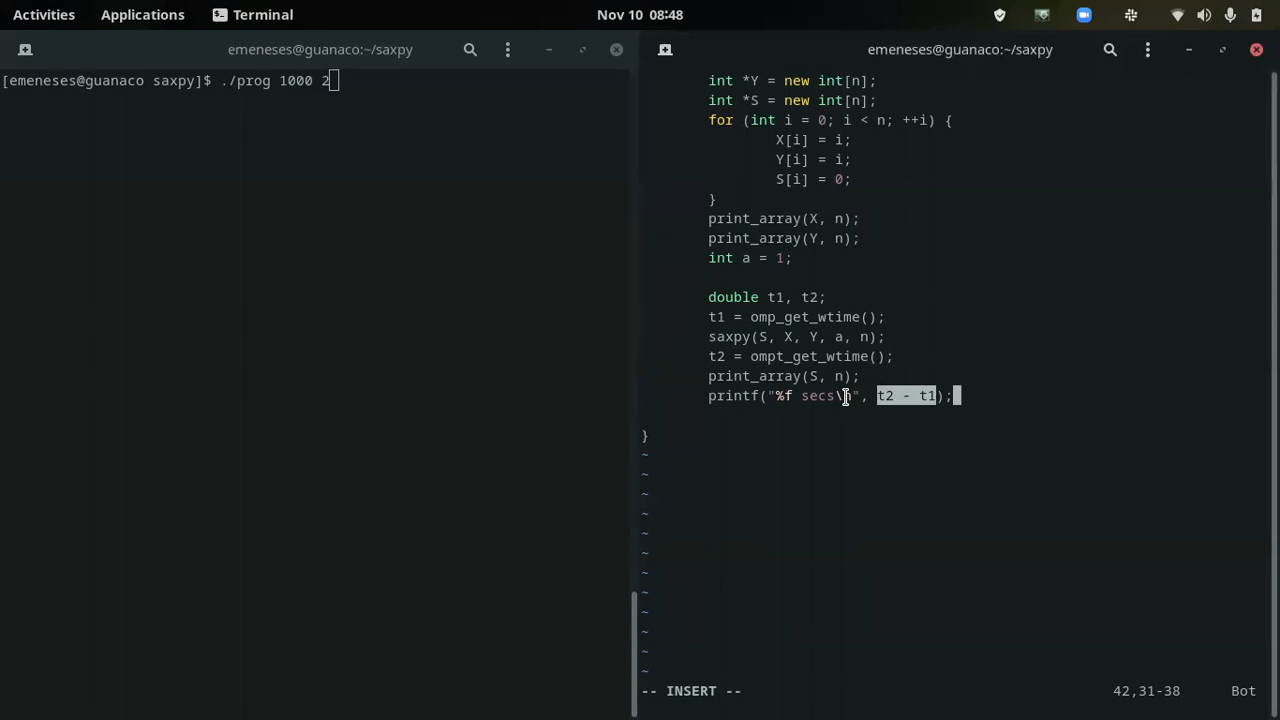 Activities Applications Terminal Nov 10 08:48
emeneses@guanaco:~/saxpy
[emeneses@guanaco saxpy]$ ./prog 1000 2
emeneses@guanaco:~/saxpy
int *Y = new int[n];
int *S = new int[n];
for (int i = 0; i < n; ++i) {
X[i] = i;
Y[i] = i;
S[i] = 0;
}
print_array(X, n);
print_array(Y, n);
int a = 1;
double t1, t2;
t1 = omp_get_wtime();
saxpy(S, X, Y, a, n);
t2 = ompt_get_wtime();
print_array(S, n);
printf("%f secs\n", t2 - t1);
}
~
~
~
~
~
~
~
~
~
~
~
~
-- INSERT -- 42,31-38 Bot